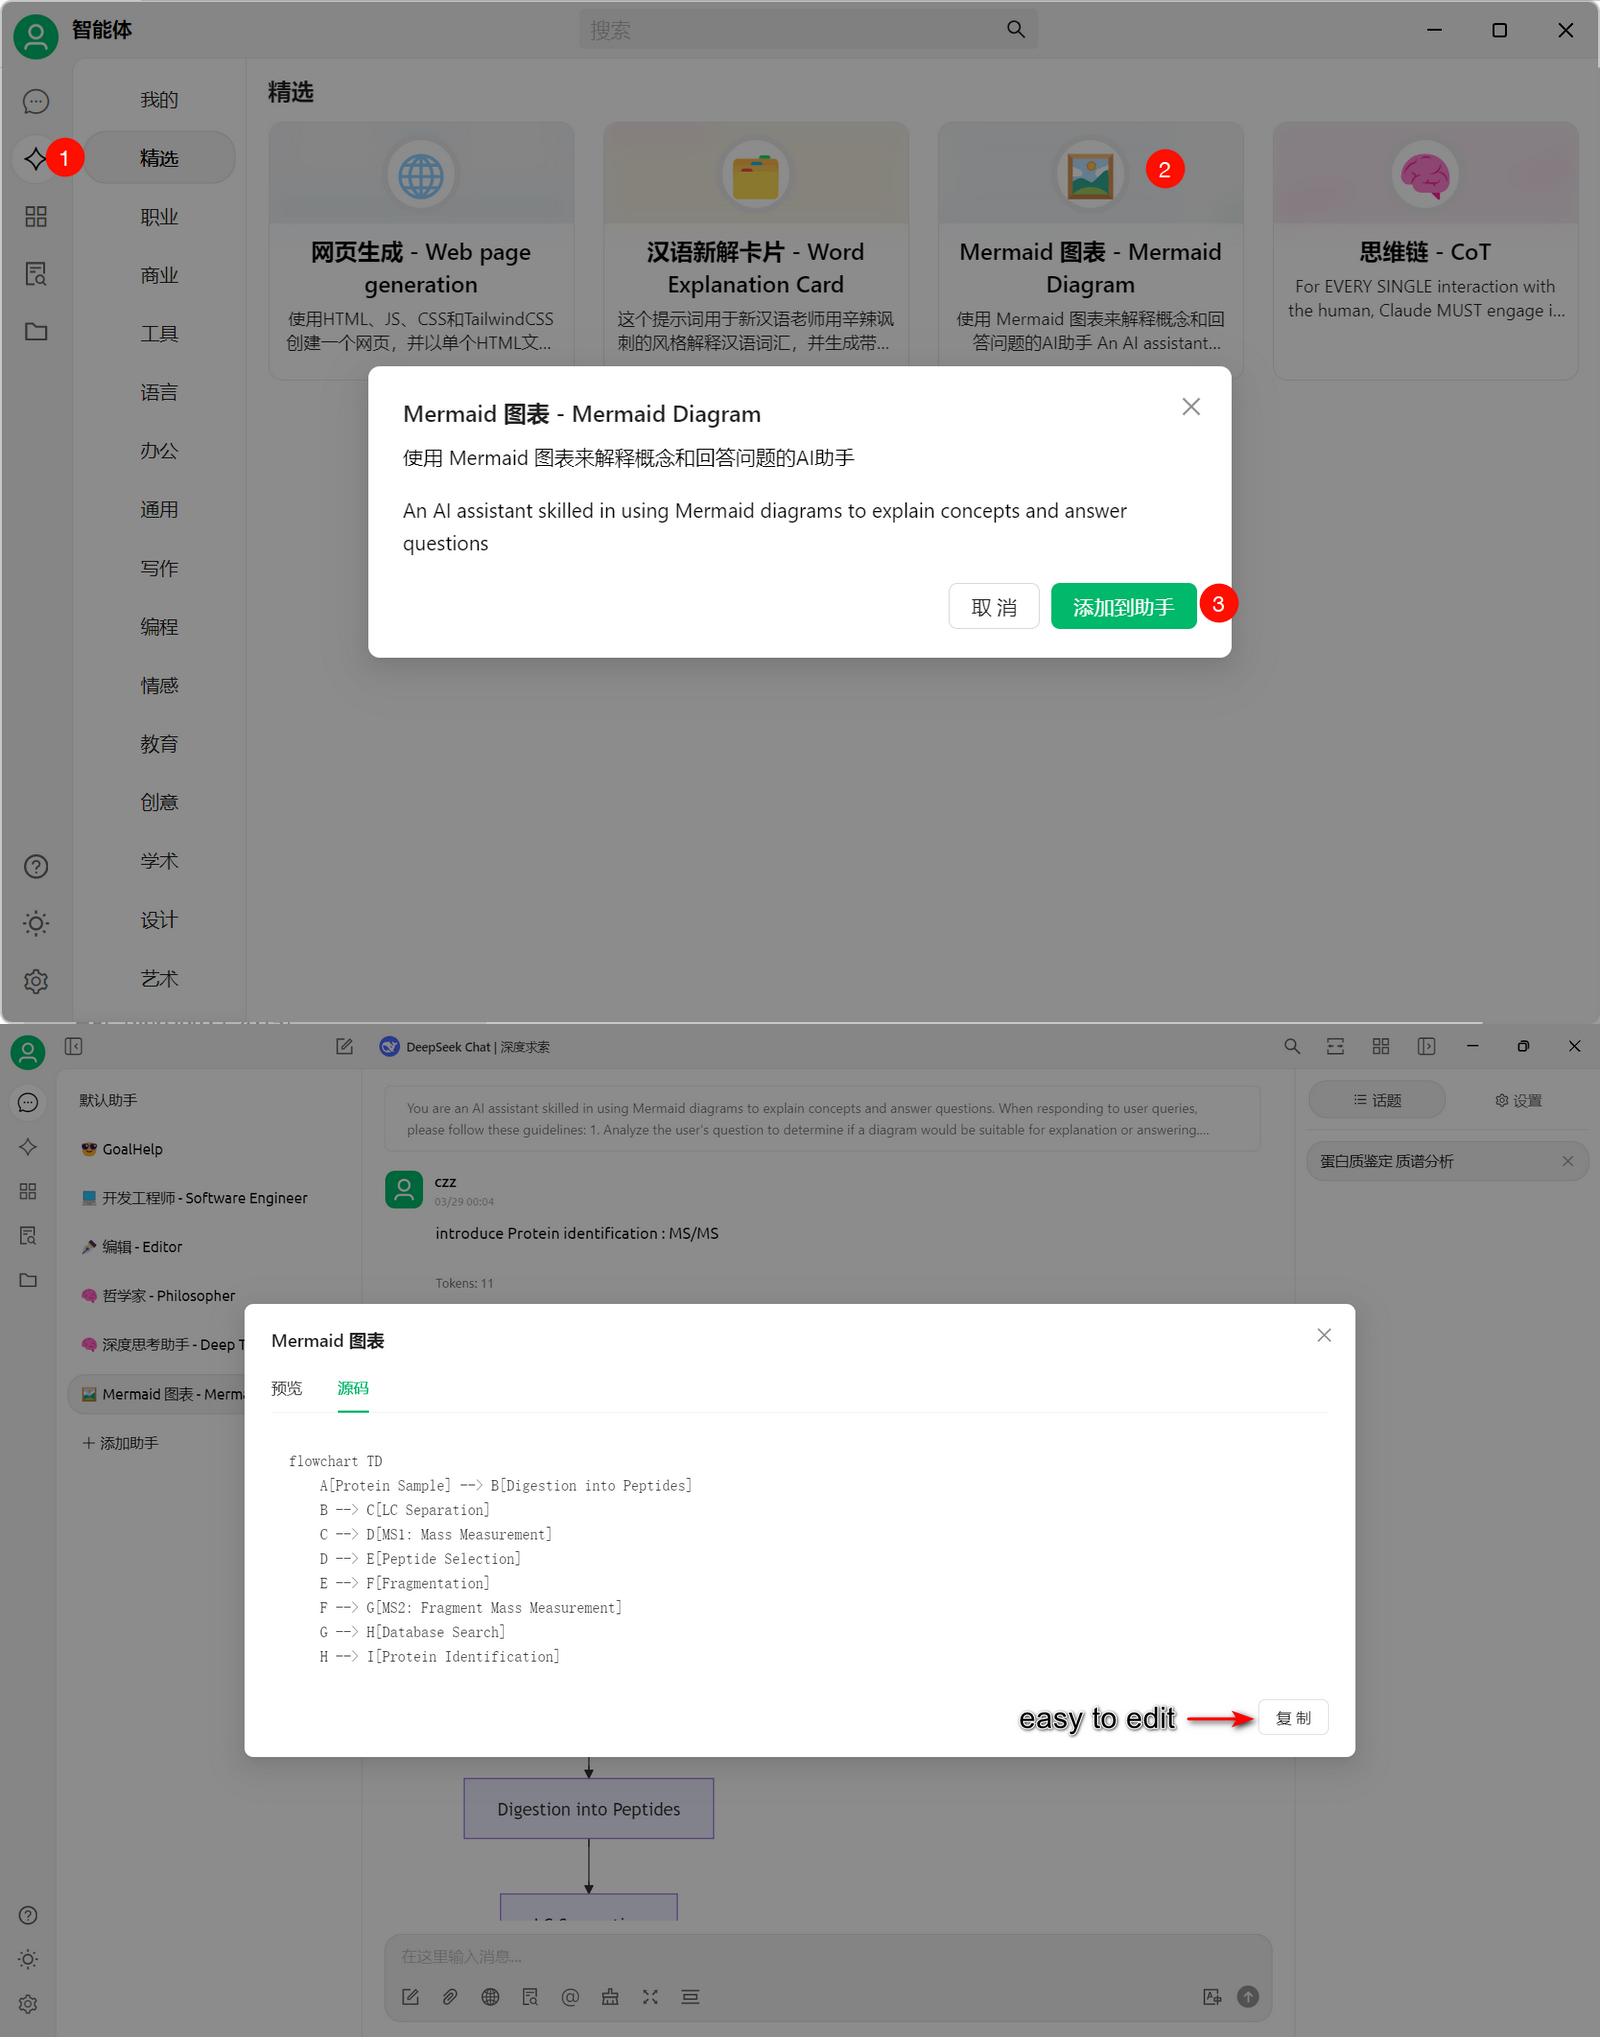 智能体
搜索
我的
精选
职业
商业
工具
语言
办公
通用
写作
编程
情感
教育
创意
学术
设计
艺术
1
精选
网页生成 - Web page
generation
使用HTML、JS、CSS和TailwindCSS
创建一个网页，并以单个HTML文...
汉语新解卡片 - Word
Explanation Card
这个提示词用于新汉语老师用辛辣讽
刺的风格解释汉语词汇，并生成带...
2
Mermaid 图表 - Mermaid
Diagram
使用 Mermaid 图表来解释概念和回
答问题的AI助手 An AI assistant...
思维链 - CoT
For EVERY SINGLE interaction with
the human, Claude MUST engage i...
Mermaid 图表 - Mermaid Diagram
使用 Mermaid 图表来解释概念和回答问题的AI助手
An AI assistant skilled in using Mermaid diagrams to explain concepts and answer
questions
取 消
添加到助手
3
DeepSeek Chat | 深度求索
默认助手
GoalHelp
开发工程师 - Software Engineer
编辑 - Editor
哲学家 - Philosopher
深度思考助手 - Deep T
Mermaid 图表 - Merm
添加助手
You are an AI assistant skilled in using Mermaid diagrams to explain concepts and answer questions. When responding to user queries,
please follow these guidelines: 1. Analyze the user's question to determine if a diagram would be suitable for explanation or answering....
czz
03/29 00:04
introduce Protein identification : MS/MS
Tokens: 11
话题
设置
蛋白质鉴定 质谱分析
Mermaid 图表
预览
源码
flowchart TD
A[Protein Sample] --> B[Digestion into Peptides]
B --> C[LC Separation]
C --> D[MS1: Mass Measurement]
D --> E[Peptide Selection]
E --> F[Fragmentation]
F --> G[MS2: Fragment Mass Measurement]
G --> H[Database Search]
H --> I[Protein Identification]
easy to edit
复 制
Digestion into Peptides
在这里输入消息...